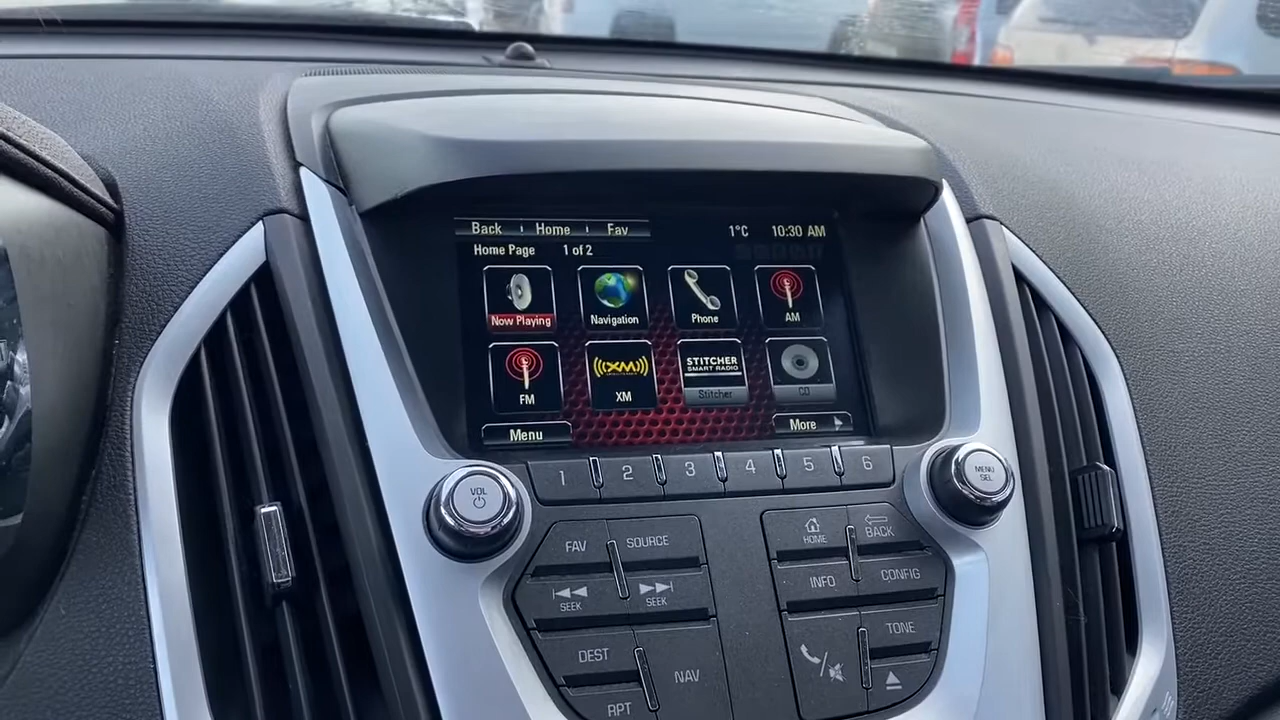 Back Home Fav 1°C 10:30 AM
Home Page 1 of 2
Now Playing Navigation Phone AM
FM XM XM STITCHER SMART RADIO Stitcher CD
Menu More
1 2 3 4 5 6
VOL
MENU SEL
FAV SOURCE
HOME BACK
SEEK SEEK
INFO CONFIG
DEST NAV
TONE
RPT